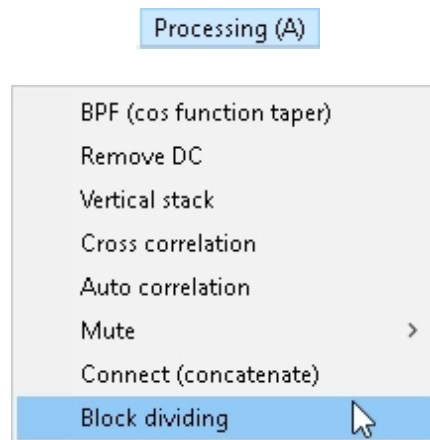 Processing (A)
BPF (cos function taper)
Remove DC
Vertical stack
Cross correlation
Auto correlation
Mute
Connect (concatenate)
Block dividing